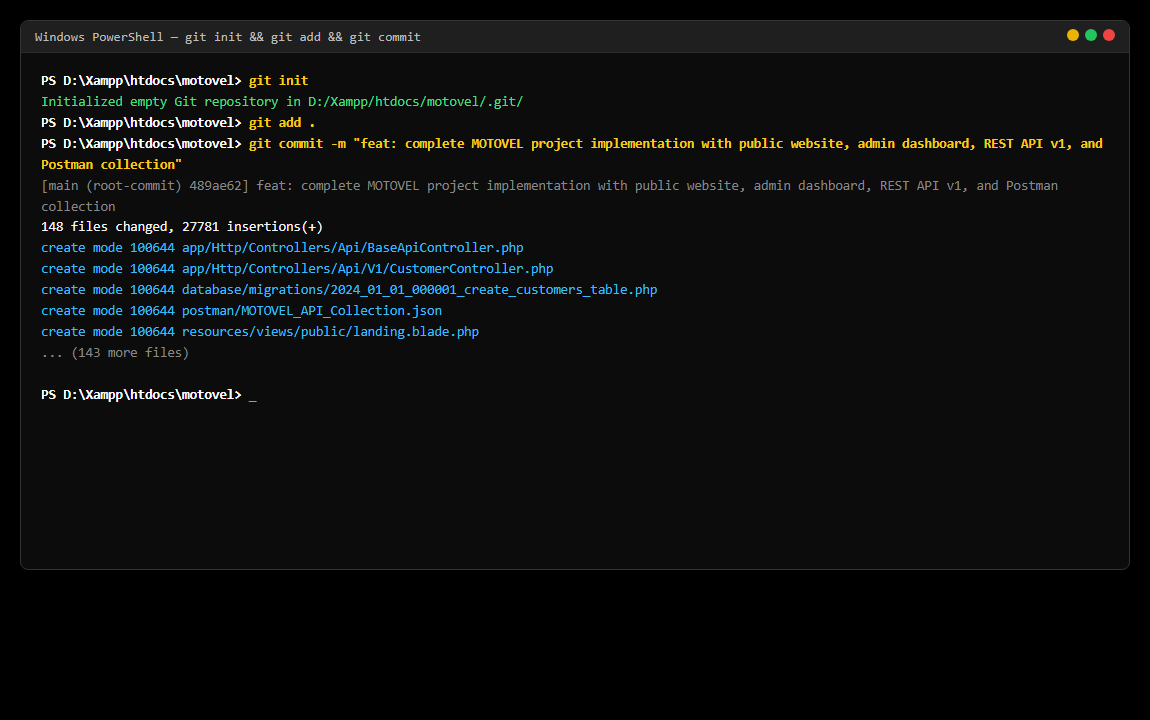 Windows PowerShell — git init && git add && git commit
PS D:\Xampp\htdocs\motovel> git init
Initialized empty Git repository in D:/Xampp/htdocs/motovel/.git/
PS D:\Xampp\htdocs\motovel> git add .
PS D:\Xampp\htdocs\motovel> git commit -m "feat: complete MOTOVEL project implementation with public website, admin dashboard, REST API v1, and
Postman collection"
[main (root-commit) 489ae62] feat: complete MOTOVEL project implementation with public website, admin dashboard, REST API v1, and Postman
collection
148 files changed, 27781 insertions(+)
create mode 100644 app/Http/Controllers/Api/BaseApiController.php
create mode 100644 app/Http/Controllers/Api/V1/CustomerController.php
create mode 100644 database/migrations/2024_01_01_000001_create_customers_table.php
create mode 100644 postman/MOTOVEL_API_Collection.json
create mode 100644 resources/views/public/landing.blade.php
... (143 more files)
PS D:\Xampp\htdocs\motovel> _